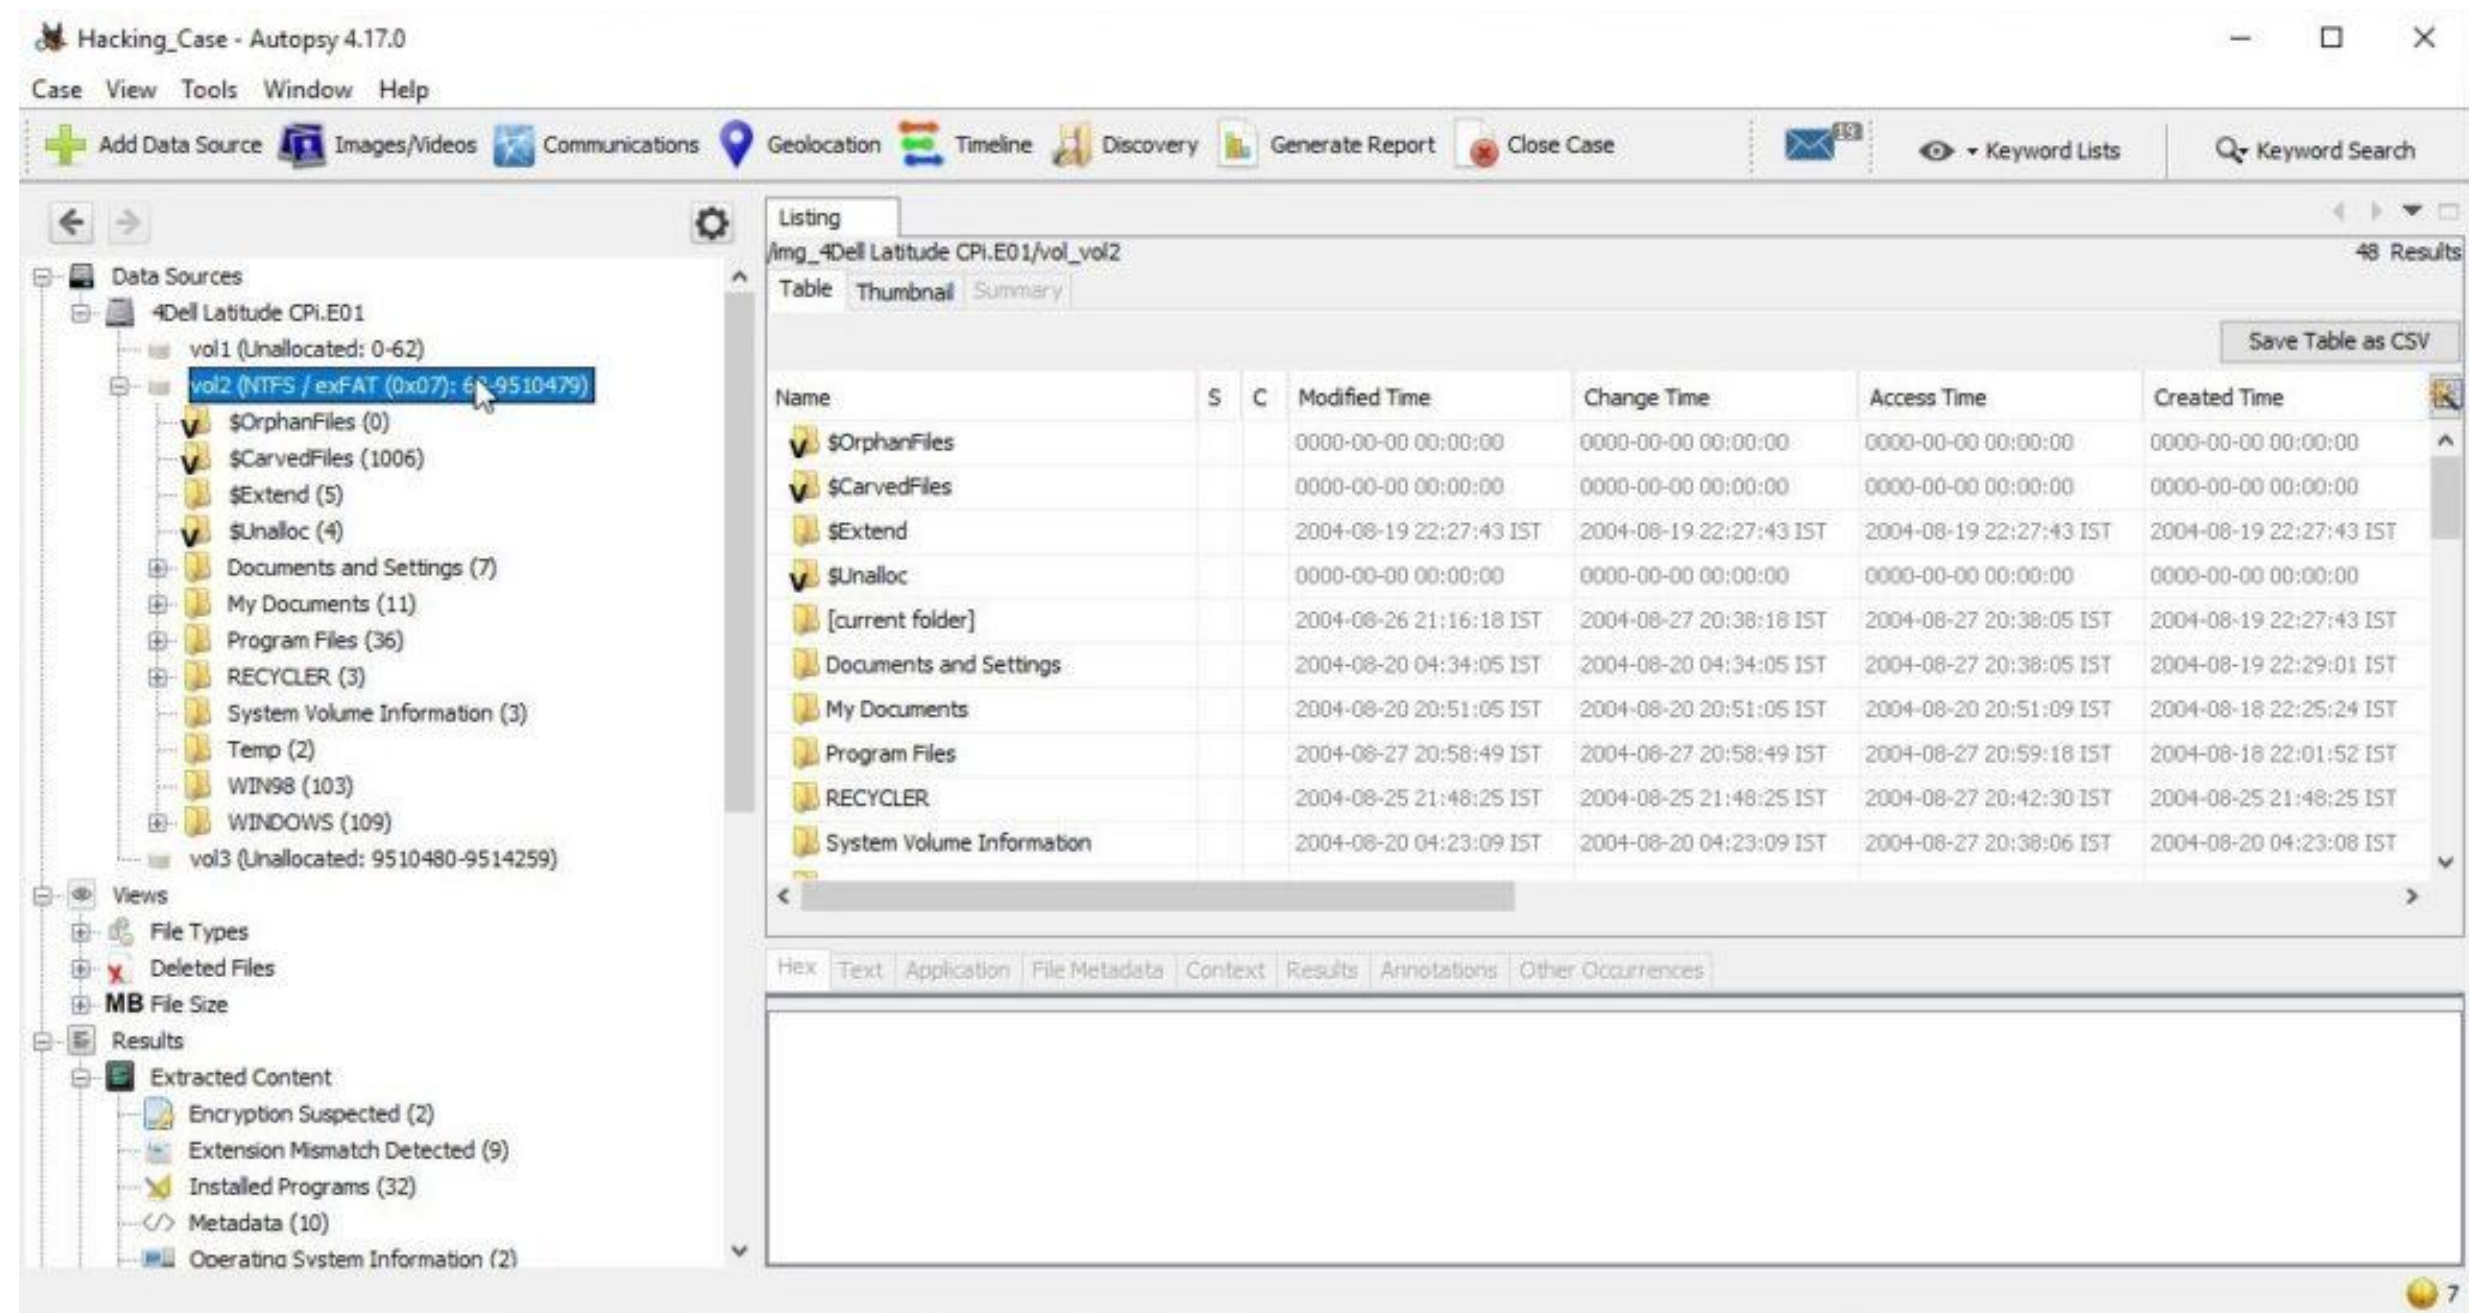 Hacking_Case - Autopsy 4.17.0
Case View Tools Window Help
Add Data Source Images/Videos Communications Geolocation Timeline Discovery Generate Report Close Case Keyword Lists Keyword Search
Data Sources
4Dell Latitude CPi.E01
vol1 (Unallocated: 0-62)
vol2 (NTFS / exFAT (0x07): -9510479)
$OrphanFiles (0)
$CarvedFiles (1006)
$Extend (5)
$Unalloc (4)
Documents and Settings (7)
My Documents (11)
Program Files (36)
RECYCLER (3)
System Volume Information (3)
Temp (2)
WIN98 (103)
WINDOWS (109)
vol3 (Unallocated: 9510480-9514259)
Views
File Types
Deleted Files
MB File Size
Results
Extracted Content
Encryption Suspected (2)
Extension Mismatch Detected (9)
Installed Programs (32)
Metadata (10)
Operating System Information (2)
Listing
/img_4Dell Latitude CPi.E01/vol_vol2 48 Results
Table Thumbnail Summary
Save Table as CSV
Name S C Modified Time Change Time Access Time Created Time
$OrphanFiles 0000-00-00 00:00:00 0000-00-00 00:00:00 0000-00-00 00:00:00 0000-00-00 00:00:00
$CarvedFiles 0000-00-00 00:00:00 0000-00-00 00:00:00 0000-00-00 00:00:00 0000-00-00 00:00:00
$Extend 2004-08-19 22:27:43 IST 2004-08-19 22:27:43 IST 2004-08-19 22:27:43 IST 2004-08-19 22:27:43 IST
$Unalloc 0000-00-00 00:00:00 0000-00-00 00:00:00 0000-00-00 00:00:00 0000-00-00 00:00:00
[current folder] 2004-08-26 21:16:18 IST 2004-08-27 20:38:18 IST 2004-08-27 20:38:05 IST 2004-08-19 22:27:43 IST
Documents and Settings 2004-08-20 04:34:05 IST 2004-08-20 04:34:05 IST 2004-08-27 20:38:05 IST 2004-08-19 22:29:01 IST
My Documents 2004-08-20 20:51:05 IST 2004-08-20 20:51:05 IST 2004-08-20 20:51:09 IST 2004-08-18 22:25:24 IST
Program Files 2004-08-27 20:58:49 IST 2004-08-27 20:58:49 IST 2004-08-27 20:59:18 IST 2004-08-18 22:01:52 IST
RECYCLER 2004-08-25 21:48:25 IST 2004-08-25 21:48:25 IST 2004-08-27 20:42:30 IST 2004-08-25 21:48:25 IST
System Volume Information 2004-08-20 04:23:09 IST 2004-08-20 04:23:09 IST 2004-08-27 20:38:06 IST 2004-08-20 04:23:08 IST
Hex Text Application File Metadata Context Results Annotations Other Occurrences
7